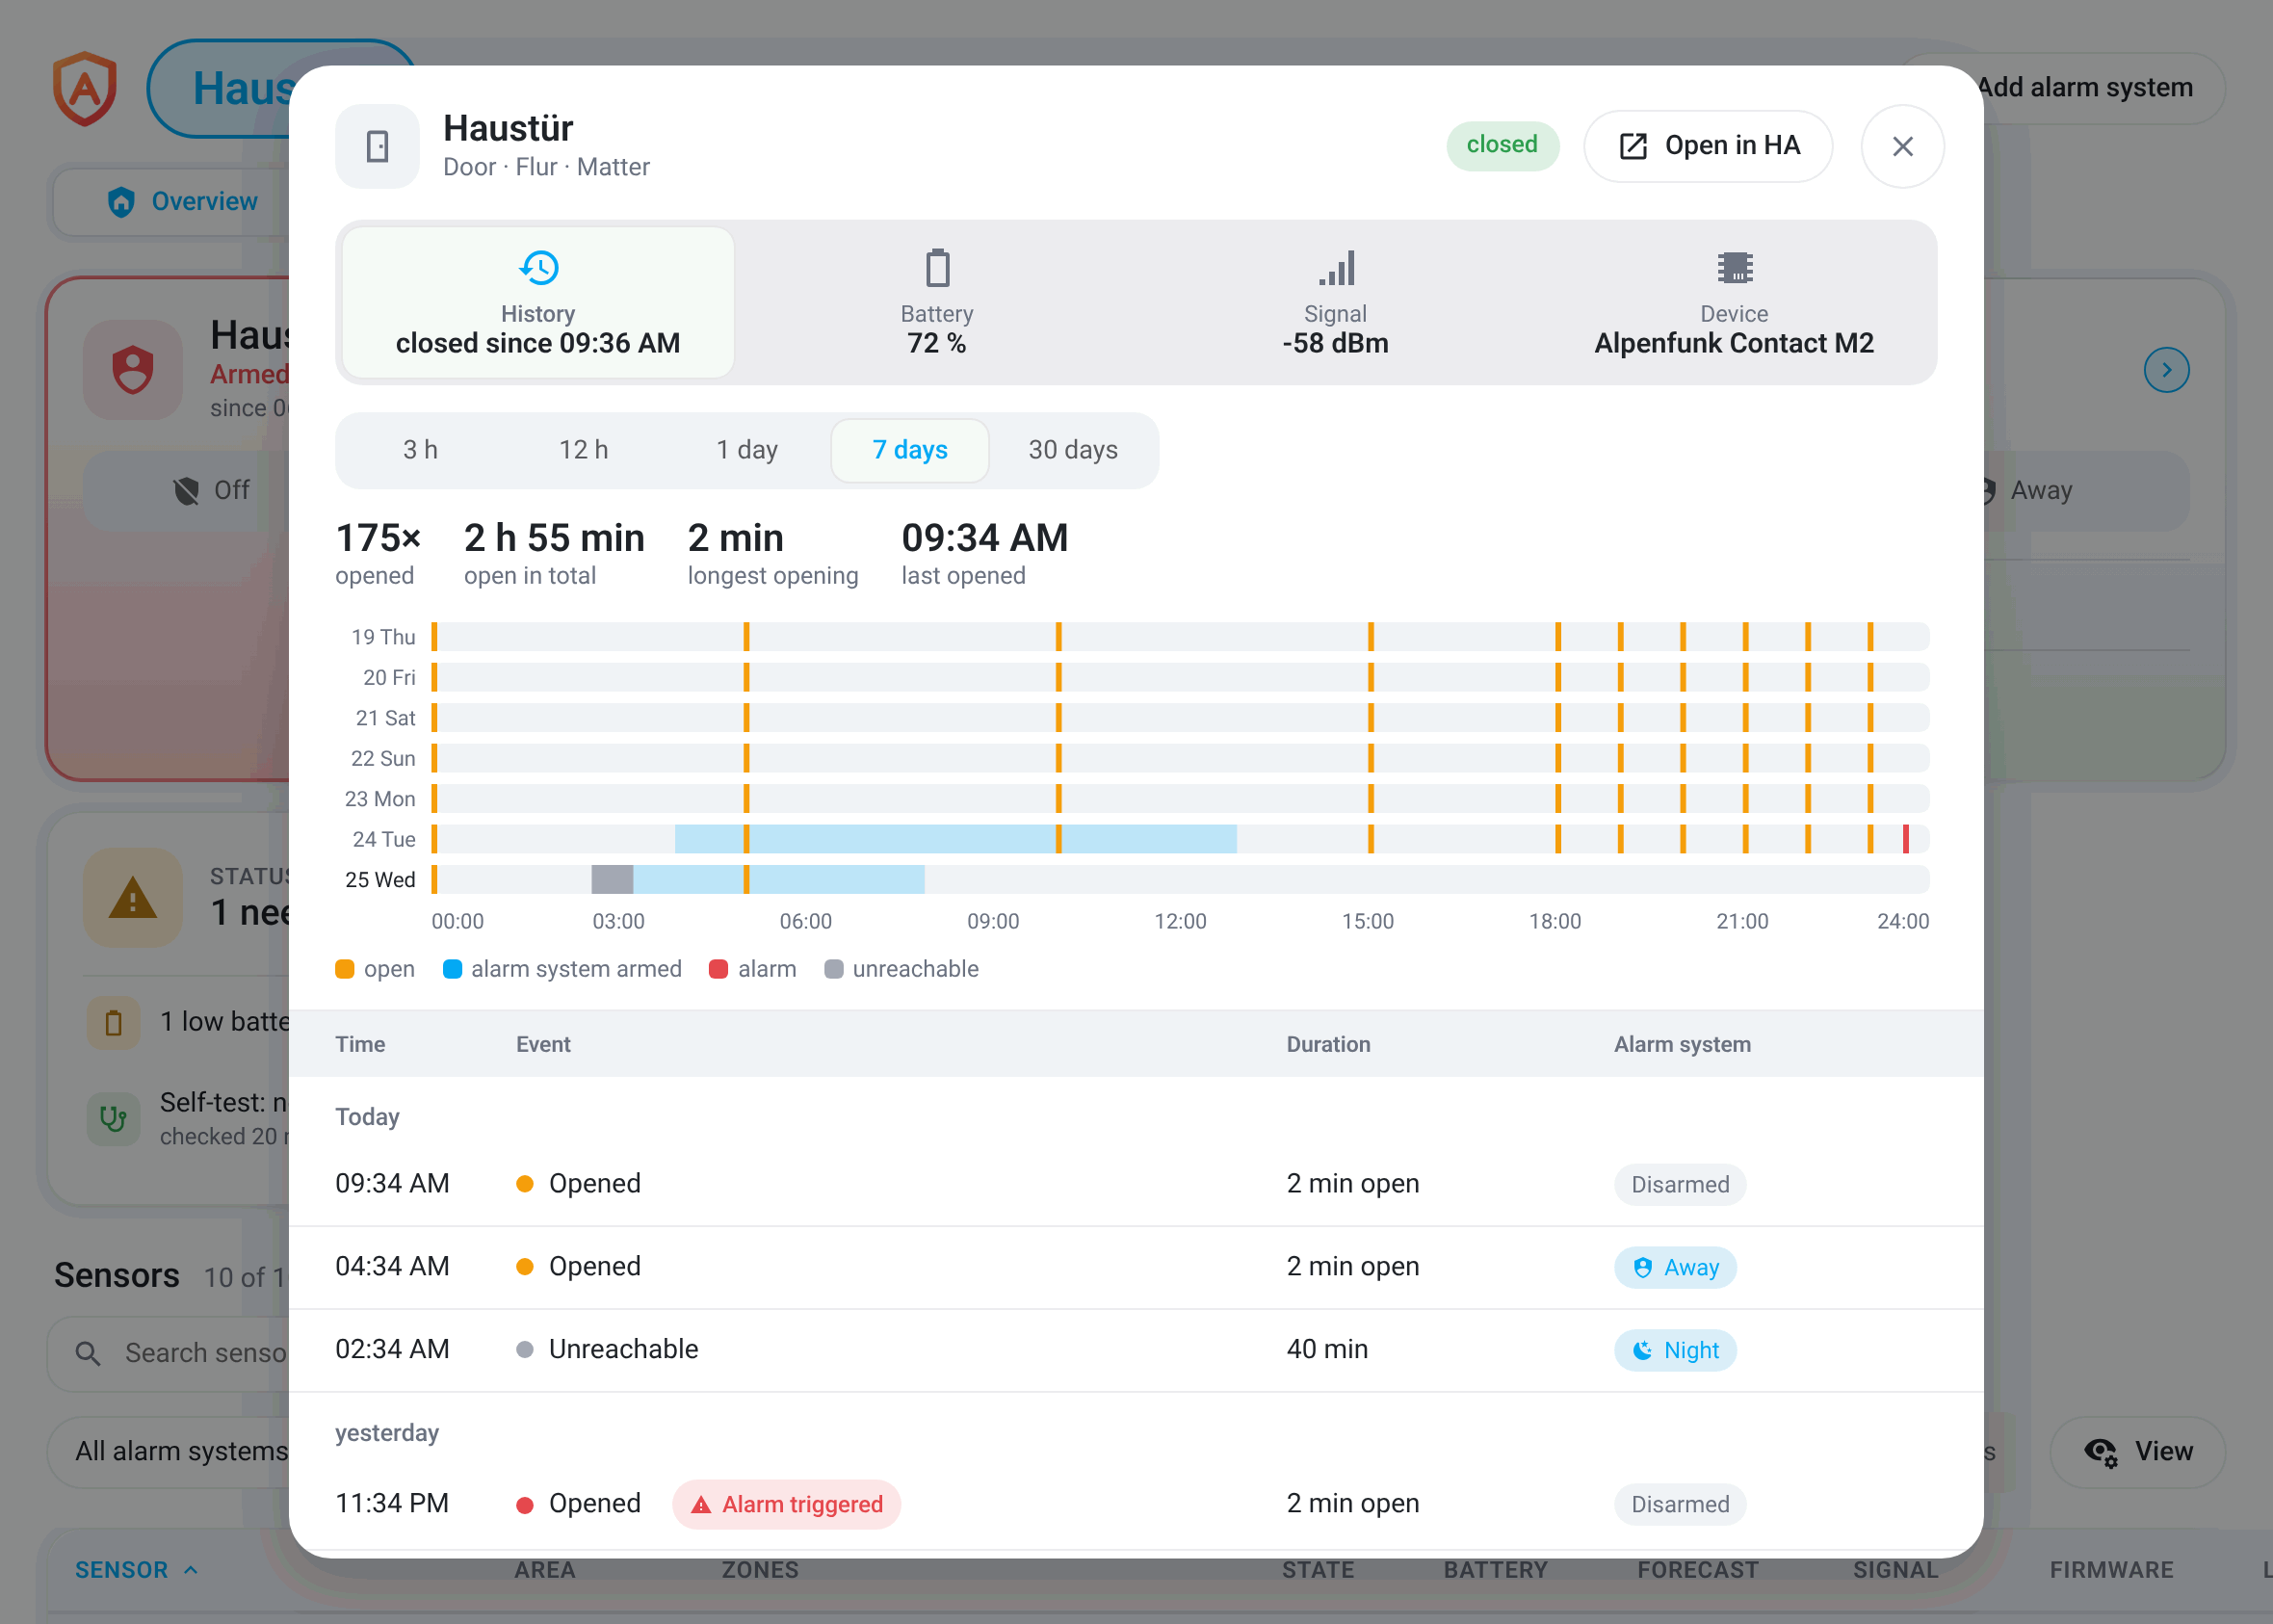 Haus
Add alarm system
Haustür
Door · Flur · Matter
closed
Open in HA
Overview
History
closed since 09:36 AM
Battery
72 %
Signal
-58 dBm
Device
Alpenfunk Contact M2
Haus
Armed
since 0
Off
Away
3 h
12 h
1 day
7 days
30 days
175×
opened
2 h 55 min
open in total
2 min
longest opening
09:34 AM
last opened
19 Thu
20 Fri
21 Sat
22 Sun
23 Mon
24 Tue
25 Wed
00:00 03:00 06:00 09:00 12:00 15:00 18:00 21:00 24:00
open
alarm system armed
alarm
unreachable
STATUS
1 nee
1 low batte
Self-test: n
checked 20
Time Event Duration Alarm system
Today
09:34 AM Opened 2 min open Disarmed
04:34 AM Opened 2 min open Away
02:34 AM Unreachable 40 min Night
yesterday
11:34 PM Opened Alarm triggered 2 min open Disarmed
Sensors 10 of 1
Search senso
All alarm systems
s
View
SENSOR AREA ZONES STATE BATTERY FORECAST SIGNAL FIRMWARE